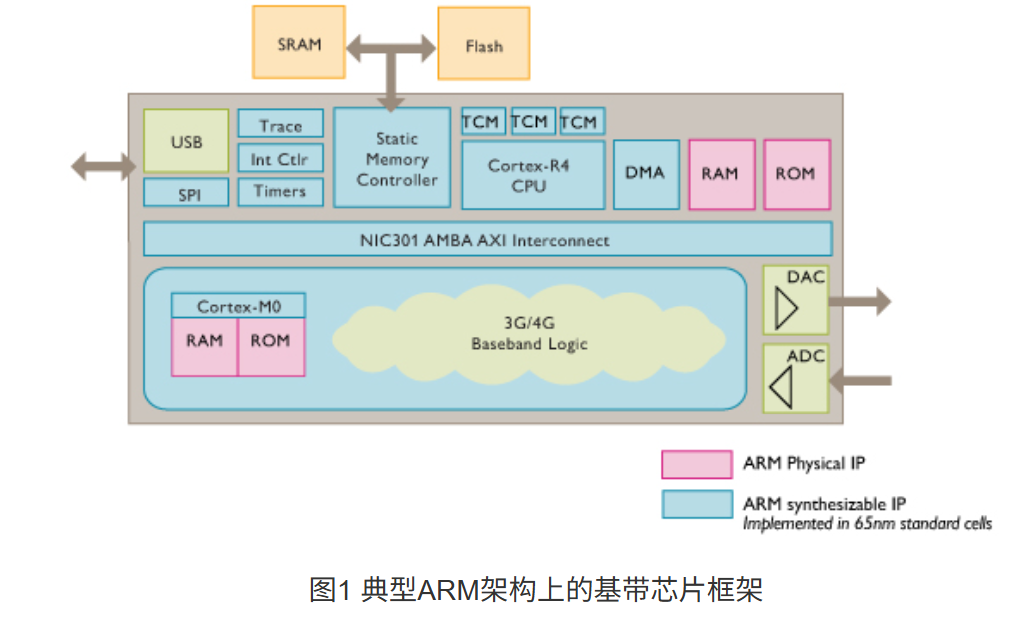 SRAM
Flash
USB
SPI
Trace
Int Ctlr
Timers
Static
Memory
Controller
TCM
TCM
TCM
Cortex-R4
CPU
DMA
RAM
ROM
NIC301 AMBA AXI Interconnect
Cortex-M0
RAM
ROM
3G/4G
Baseband Logic
DAC
ADC
ARM Physical IP
ARM synthesizable IP
Implemented in 65nm standard cells
图1 典型ARM架构上的基带芯片框架